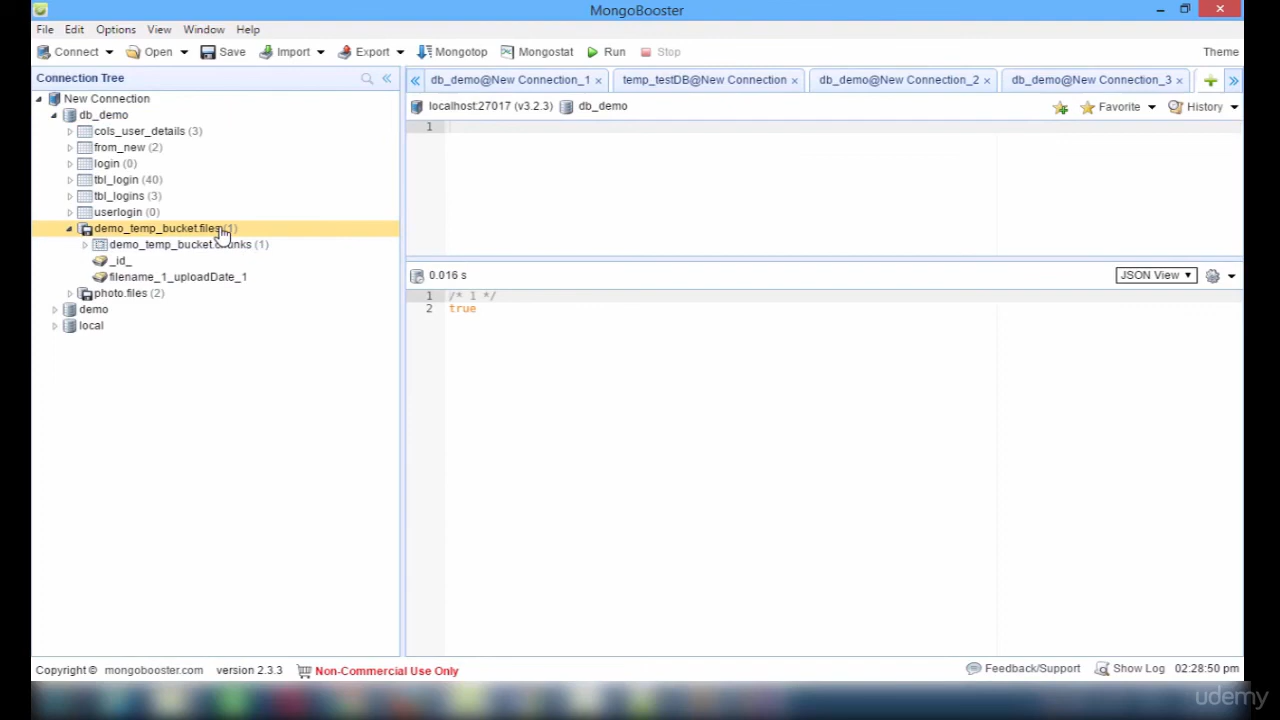 MongoBooster
File Edit Options View Window Help
Connect Open Save Import Export Mongotop Mongostat Run Stop Theme
Connection Tree
db_demo@New Connection_1 × temp_testDB@New Connection × db_demo@New Connection_2 × db_demo@New Connection_3 ×
localhost:27017 (v3.2.3) db_demo Favorite History
New Connection
db_demo
cols_user_details (3)
from_new (2)
login (0)
tbl_login (40)
tbl_logins (3)
userlogin (0)
demo_temp_bucket.files (1)
demo_temp_bucket.chunks (1)
_id_
filename_1_uploadDate_1
photo.files (2)
demo
local
1
0.016 s JSON View
1 /* 1 */
2 true
Copyright © mongobooster.com version 2.3.3 Non-Commercial Use Only Feedback/Support Show Log 02:28:50 pm
udemy